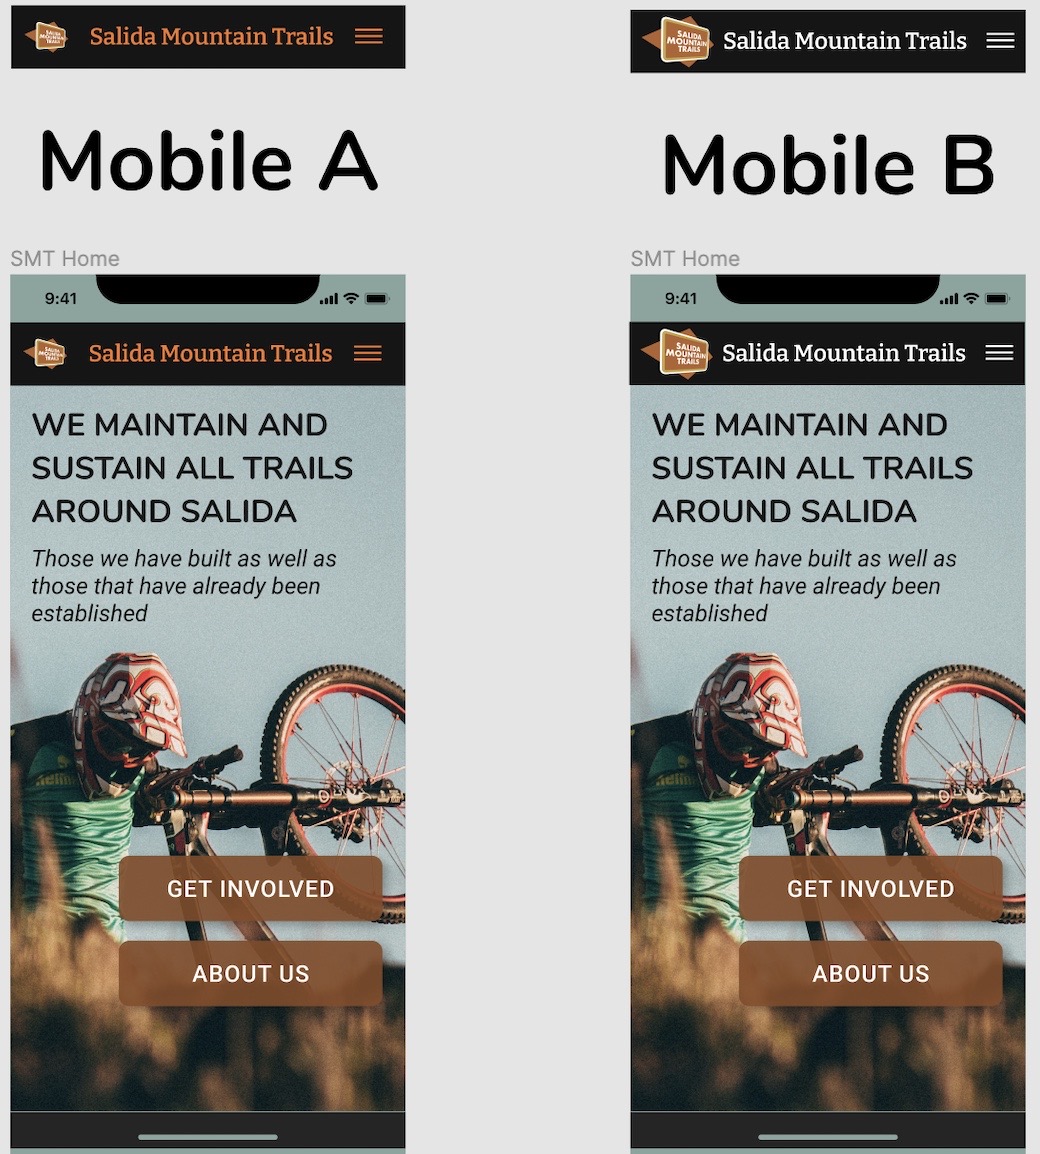 SALIDA
MOUNTAIN
TRAILS
Salida Mountain Trails
SALIDA
MOUNTAIN
TRAILS
Salida Mountain Trails
Mobile A
Mobile B
SMT Home
SMT Home
9:41
9:41
SALIDA
MOUNTAIN
TRAILS
Salida Mountain Trails
SALIDA
MOUNTAIN
TRAILS
Salida Mountain Trails
WE MAINTAIN AND
SUSTAIN ALL TRAILS
AROUND SALIDA
Those we have built as well as
those that have already been
established
WE MAINTAIN AND
SUSTAIN ALL TRAILS
AROUND SALIDA
Those we have built as well as
those that have already been
established
GET INVOLVED
ABOUT US
GET INVOLVED
ABOUT US